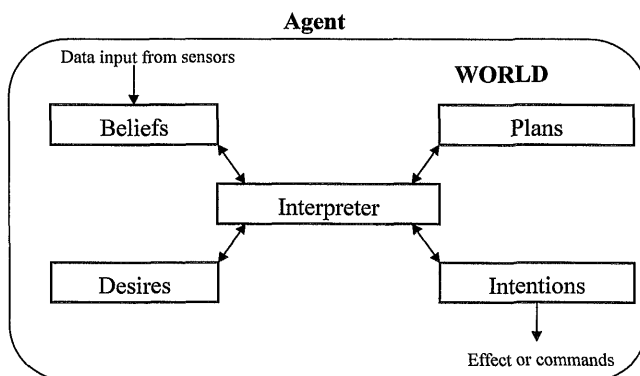 Agent
Data input from sensors
WORLD
Beliefs
Plans
Interpreter
Desires
Intentions
Effect or commands